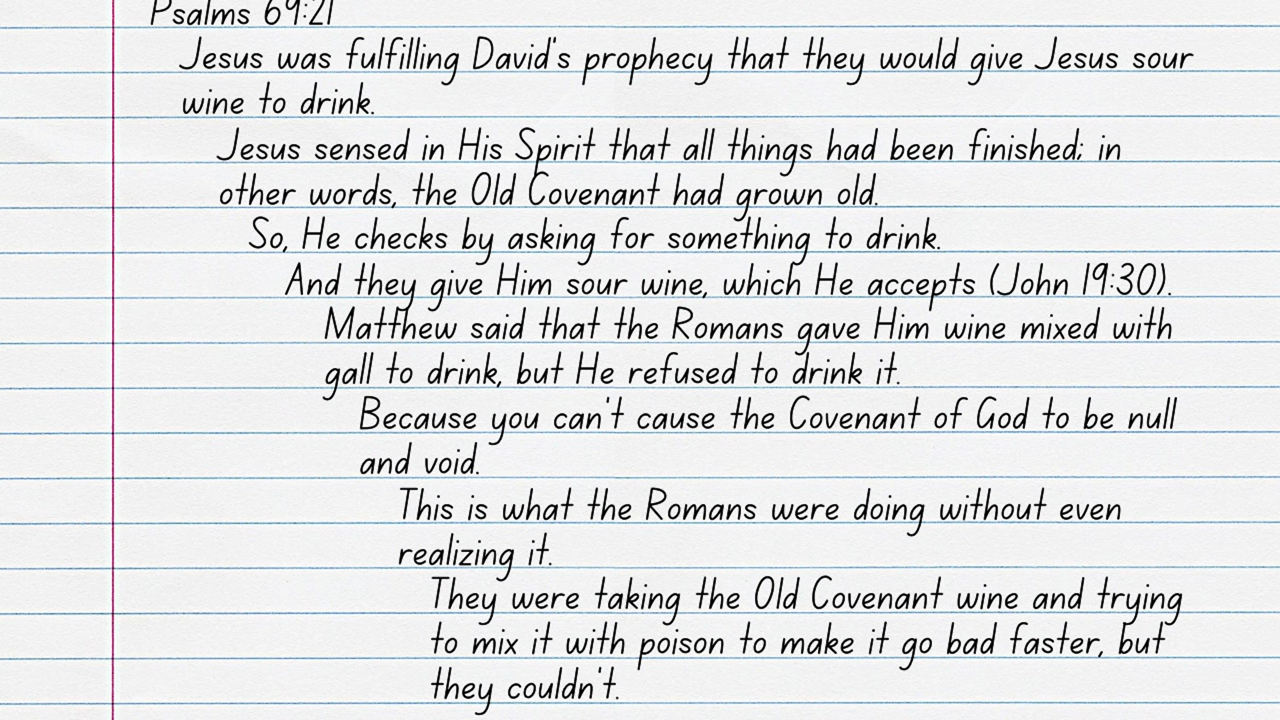 Psalms 69:21
Jesus was fulfilling David's prophecy that they would give Jesus sour
wine to drink.
Jesus sensed in His Spirit that all things had been finished; in
other words, the Old Covenant had grown old.
So, He checks by asking for something to drink.
And they give Him sour wine, which He accepts (John 19:30).
Matthew said that the Romans gave Him wine mixed with
gall to drink, but He refused to drink it.
Because you can't cause the Covenant of God to be null
and void.
This is what the Romans were doing without even
realizing it.
They were taking the Old Covenant wine and trying
to mix it with poison to make it go bad faster, but
they couldn't.